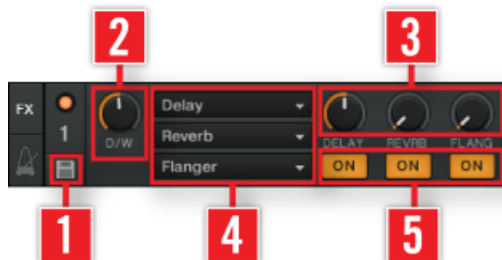 2
3
FX
1
D/W
Delay
Reverb
Flanger
DELAY
REVRB
FLANG
ON
ON
ON
1
4
5